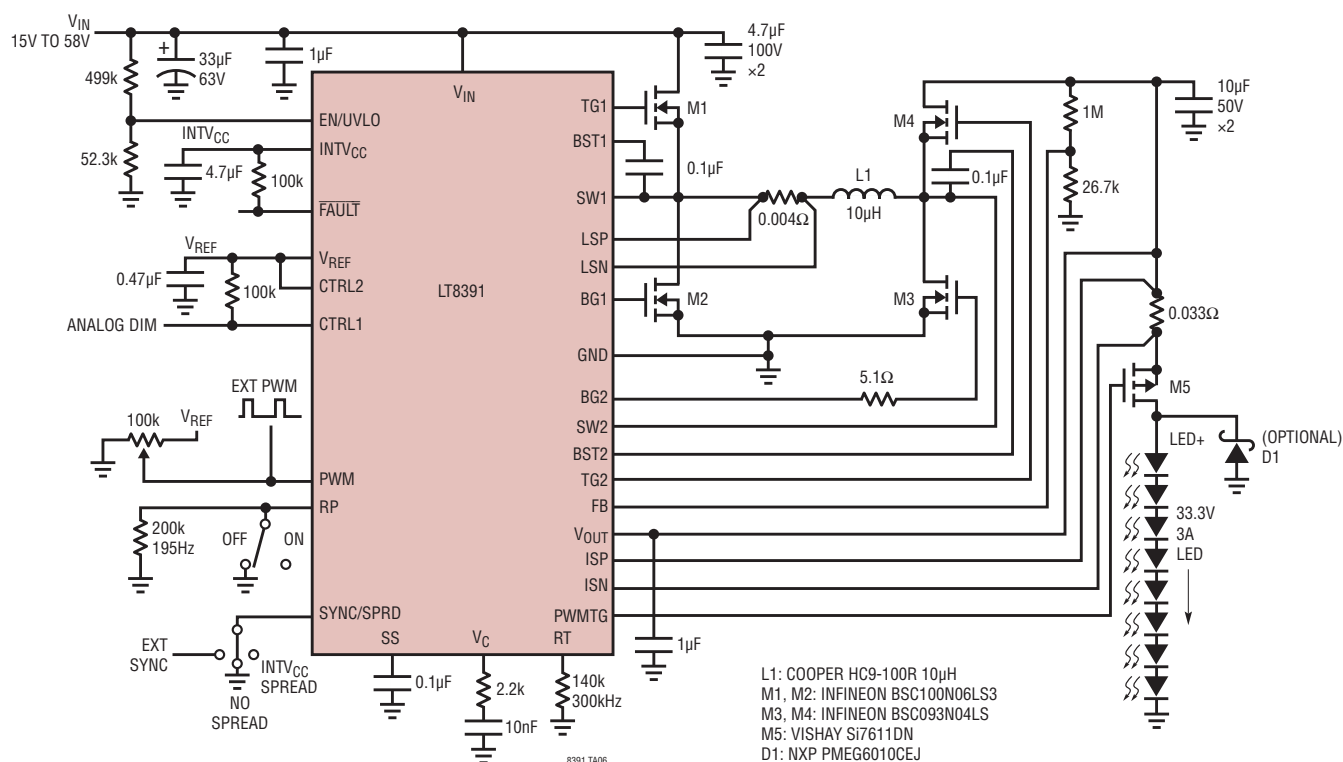 VIN
15V TO 58V
499k
+
33µF
63V
1µF
4.7µF
100V
×2
10µF
50V
×2
52.3k
INTVCC
4.7µF
100k
VREF
0.47µF
100k
ANALOG DIM
EXT PWM
100k
VREF
200k
195Hz
OFF
ON
EXT
SYNC
INTVCC
SPREAD
NO
SPREAD
VIN
EN/UVLO
INTVCC
FAULT
VREF
CTRL2
CTRL1
PWM
RP
SYNC/SPRD
SS
VC
RT
LT8391
TG1
BST1
SW1
LSP
LSN
BG1
GND
BG2
SW2
BST2
TG2
FB
VOUT
ISP
ISN
PWMTG
0.1µF
2.2k
10nF
140k
300kHz
1µF
M1
0.1µF
M2
0.004Ω
L1
10µH
M4
0.1µF
M3
5.1Ω
1M
26.7k
0.033Ω
M5
LED+
(OPTIONAL)
D1
33.3V
3A
LED
L1: COOPER HC9-100R 10µH
M1, M2: INFINEON BSC100N06LS3
M3, M4: INFINEON BSC093N04LS
M5: VISHAY Si7611DN
D1: NXP PMEG6010CEJ
8391 TA06